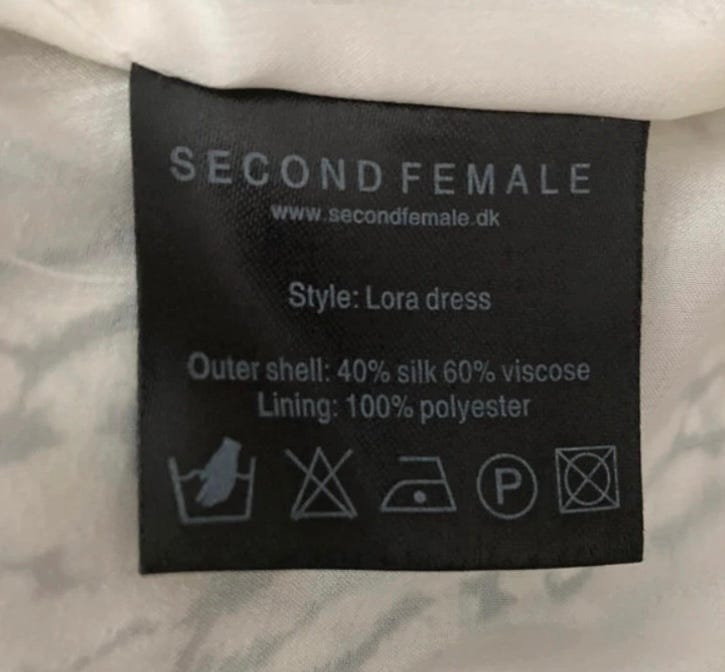 SECOND FEMALE
www.secondfemale.dk
Style: Lora dress
Outer shell: 40% silk 60% viscose
Lining: 100% polyester
P